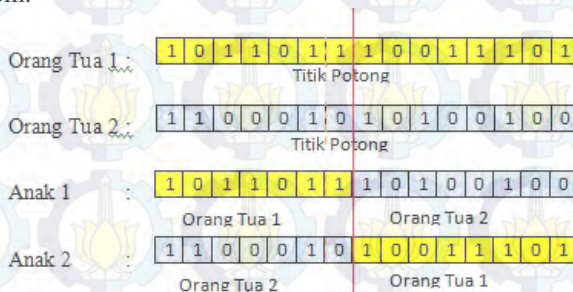 Orang Tua 1 : 1 0 1 1 0 1 1 1 0 0 1 1 1 0 1
Titik Potong
Orang Tua 2 : 1 1 0 0 0 1 0 1 0 1 0 0 1 0 0
Titik Potong
Anak 1 : 1 0 1 1 0 1 1 1 0 1 0 0 1 0 0
Orang Tua 1 Orang Tua 2
Anak 2 : 1 1 0 0 0 1 0 1 0 0 1 1 1 0 1
Orang Tua 2 Orang Tua 1